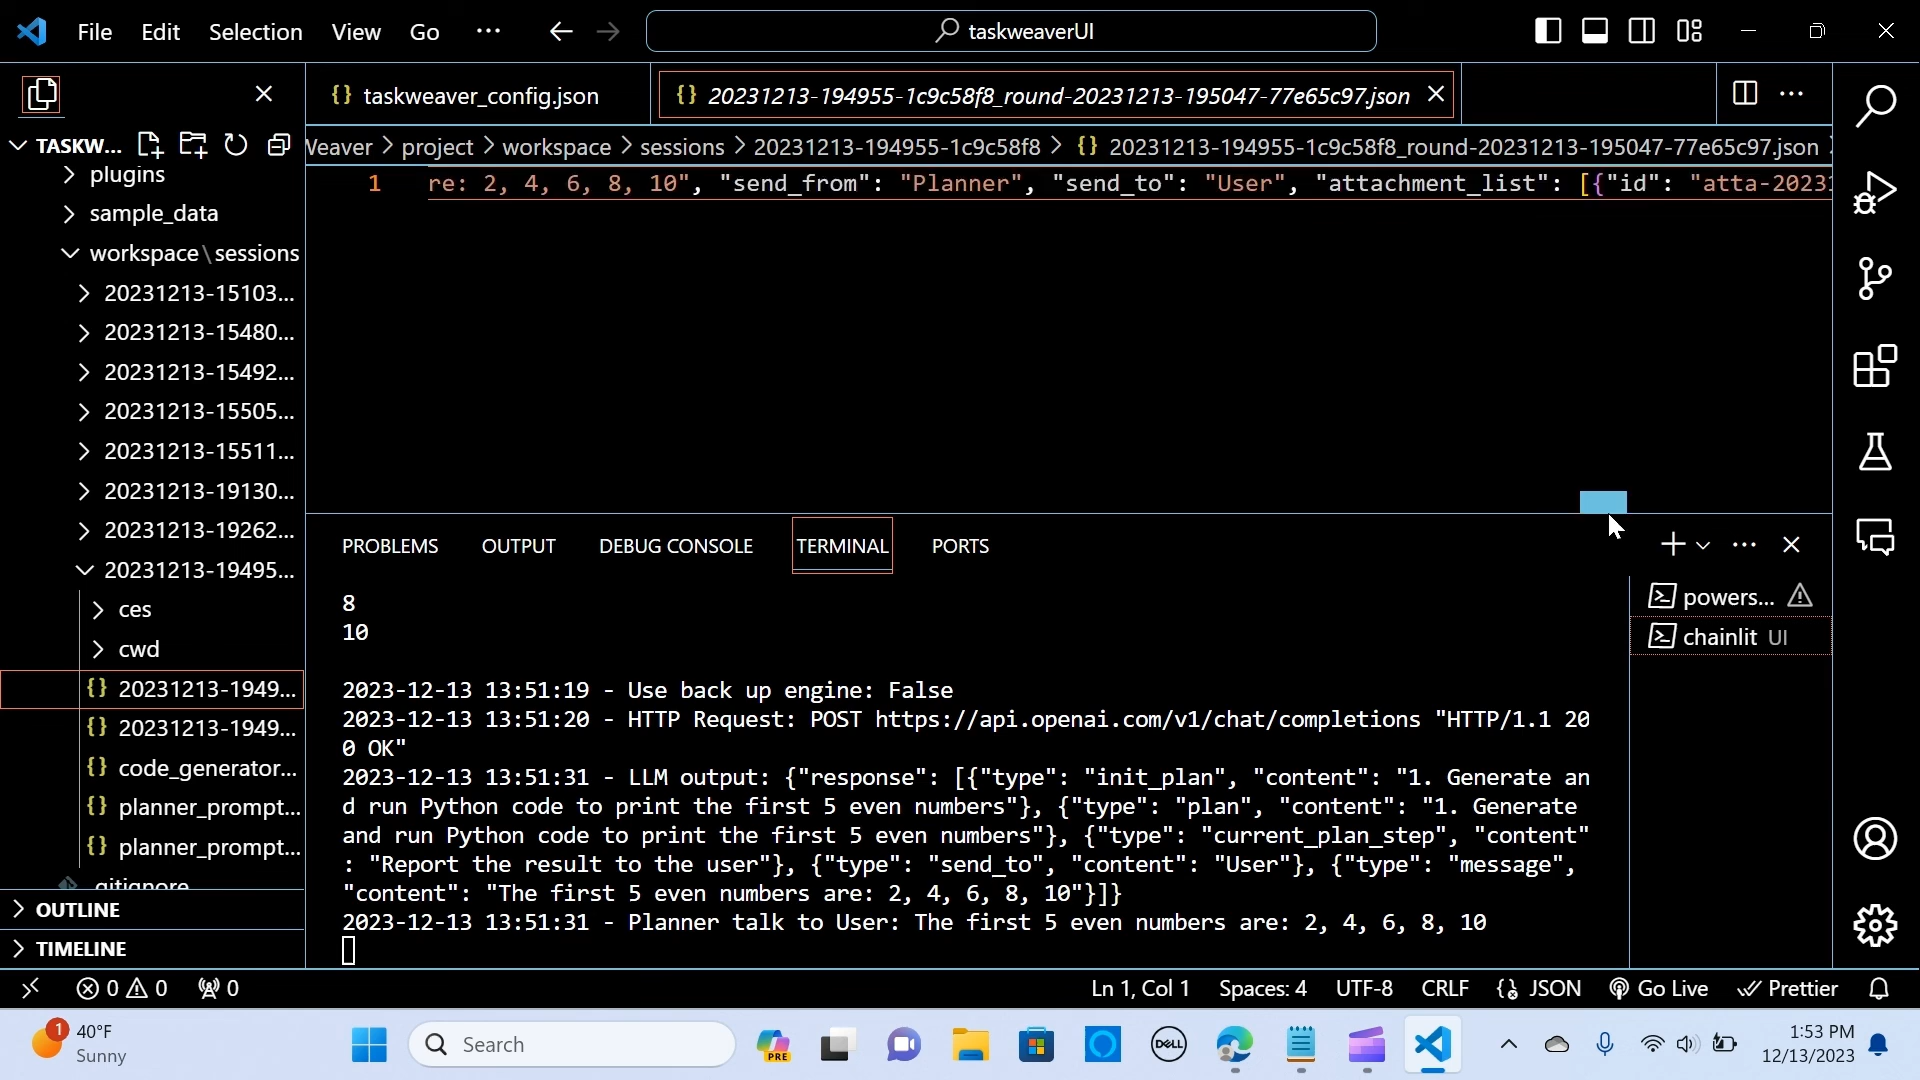 File Edit Selection View Go ··· taskweaverUI
taskweaver_config.json 20231213-194955-1c9c58f8_round-20231213-195047-77e65c97.json
TASKW...
Weaver > project > workspace > sessions > 20231213-194955-1c9c58f8 > {} 20231213-194955-1c9c58f8_round-20231213-195047-77e65c97.json
1 re: 2, 4, 6, 8, 10", "send_from": "Planner", "send_to": "User", "attachment_list": [{"id": "atta-2023
plugins
sample_data
workspace\sessions
20231213-15103...
20231213-15480...
20231213-15492...
20231213-15505...
20231213-15511...
20231213-19130...
20231213-19262...
20231213-19495...
ces
cwd
{} 20231213-1949...
{} 20231213-1949...
{} code_generator...
{} planner_prompt...
{} planner_prompt...
.gitignore
OUTLINE
TIMELINE
PROBLEMS OUTPUT DEBUG CONSOLE TERMINAL PORTS
8
10
2023-12-13 13:51:19 - Use back up engine: False
2023-12-13 13:51:20 - HTTP Request: POST https://api.openai.com/v1/chat/completions "HTTP/1.1 20
0 OK"
2023-12-13 13:51:31 - LLM output: {"response": [{"type": "init_plan", "content": "1. Generate an
d run Python code to print the first 5 even numbers"}, {"type": "plan", "content": "1. Generate
and run Python code to print the first 5 even numbers"}, {"type": "current_plan_step", "content"
: "Report the result to the user"}, {"type": "send_to", "content": "User"}, {"type": "message",
"content": "The first 5 even numbers are: 2, 4, 6, 8, 10"}]}
2023-12-13 13:51:31 - Planner talk to User: The first 5 even numbers are: 2, 4, 6, 8, 10
powers...
chainlit UI
0 0 0 Ln 1, Col 1 Spaces: 4 UTF-8 CRLF {} JSON Go Live Prettier
1 40°F
Sunny
Search
PRE
DELL
1:53 PM
12/13/2023